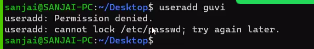 sanjai@SANJAI-PC:~/Desktop$ useradd guvi
useradd: Permission denied.
useradd: cannot lock /etc/passwd; try again later.
sanjai@SANJAI-PC:~/Desktop$